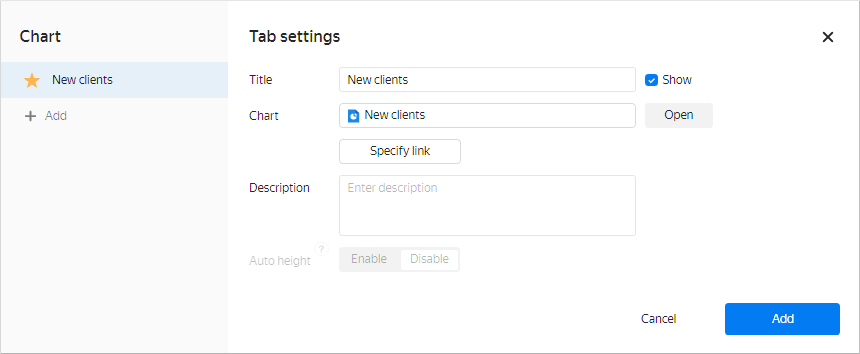 Chart
Tab settings
New clients
Title
New clients
Show
Add
Chart
New clients
Open
Specify link
Description
Enter description
Auto height
?
Enable
Disable
Cancel
Add